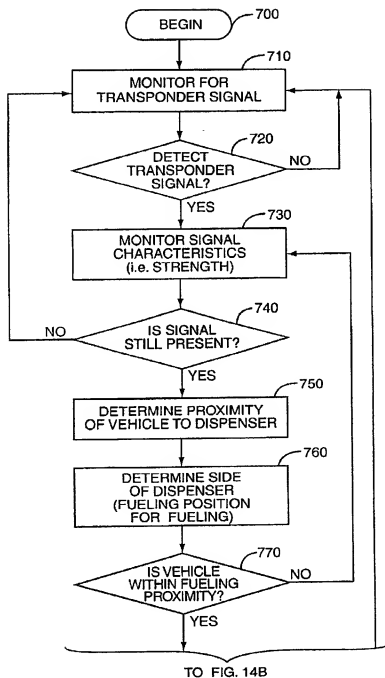 BEGIN
700
710
MONITOR FOR
TRANSPONDER SIGNAL
720
DETECT
TRANSPONDER
SIGNAL?
NO
YES
730
MONITOR SIGNAL
CHARACTERISTICS
(i.e. STRENGTH)
740
IS SIGNAL
STILL PRESENT?
NO
YES
750
DETERMINE PROXIMITY
OF VEHICLE TO DISPENSER
760
DETERMINE SIDE
OF DISPENSER
(FUELING POSITION
FOR FUELING)
770
IS VEHICLE
WITHIN FUELING
PROXIMITY?
NO
YES
TO FIG. 14B